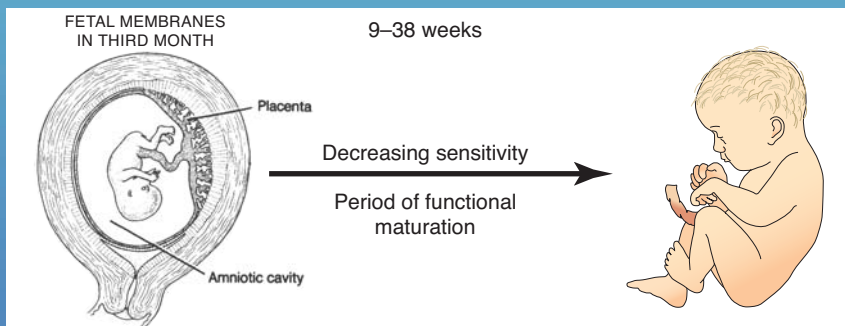 FETAL MEMBRANES
IN THIRD MONTH
9–38 weeks
Placenta
Decreasing sensitivity
Period of functional
maturation
Amniotic cavity